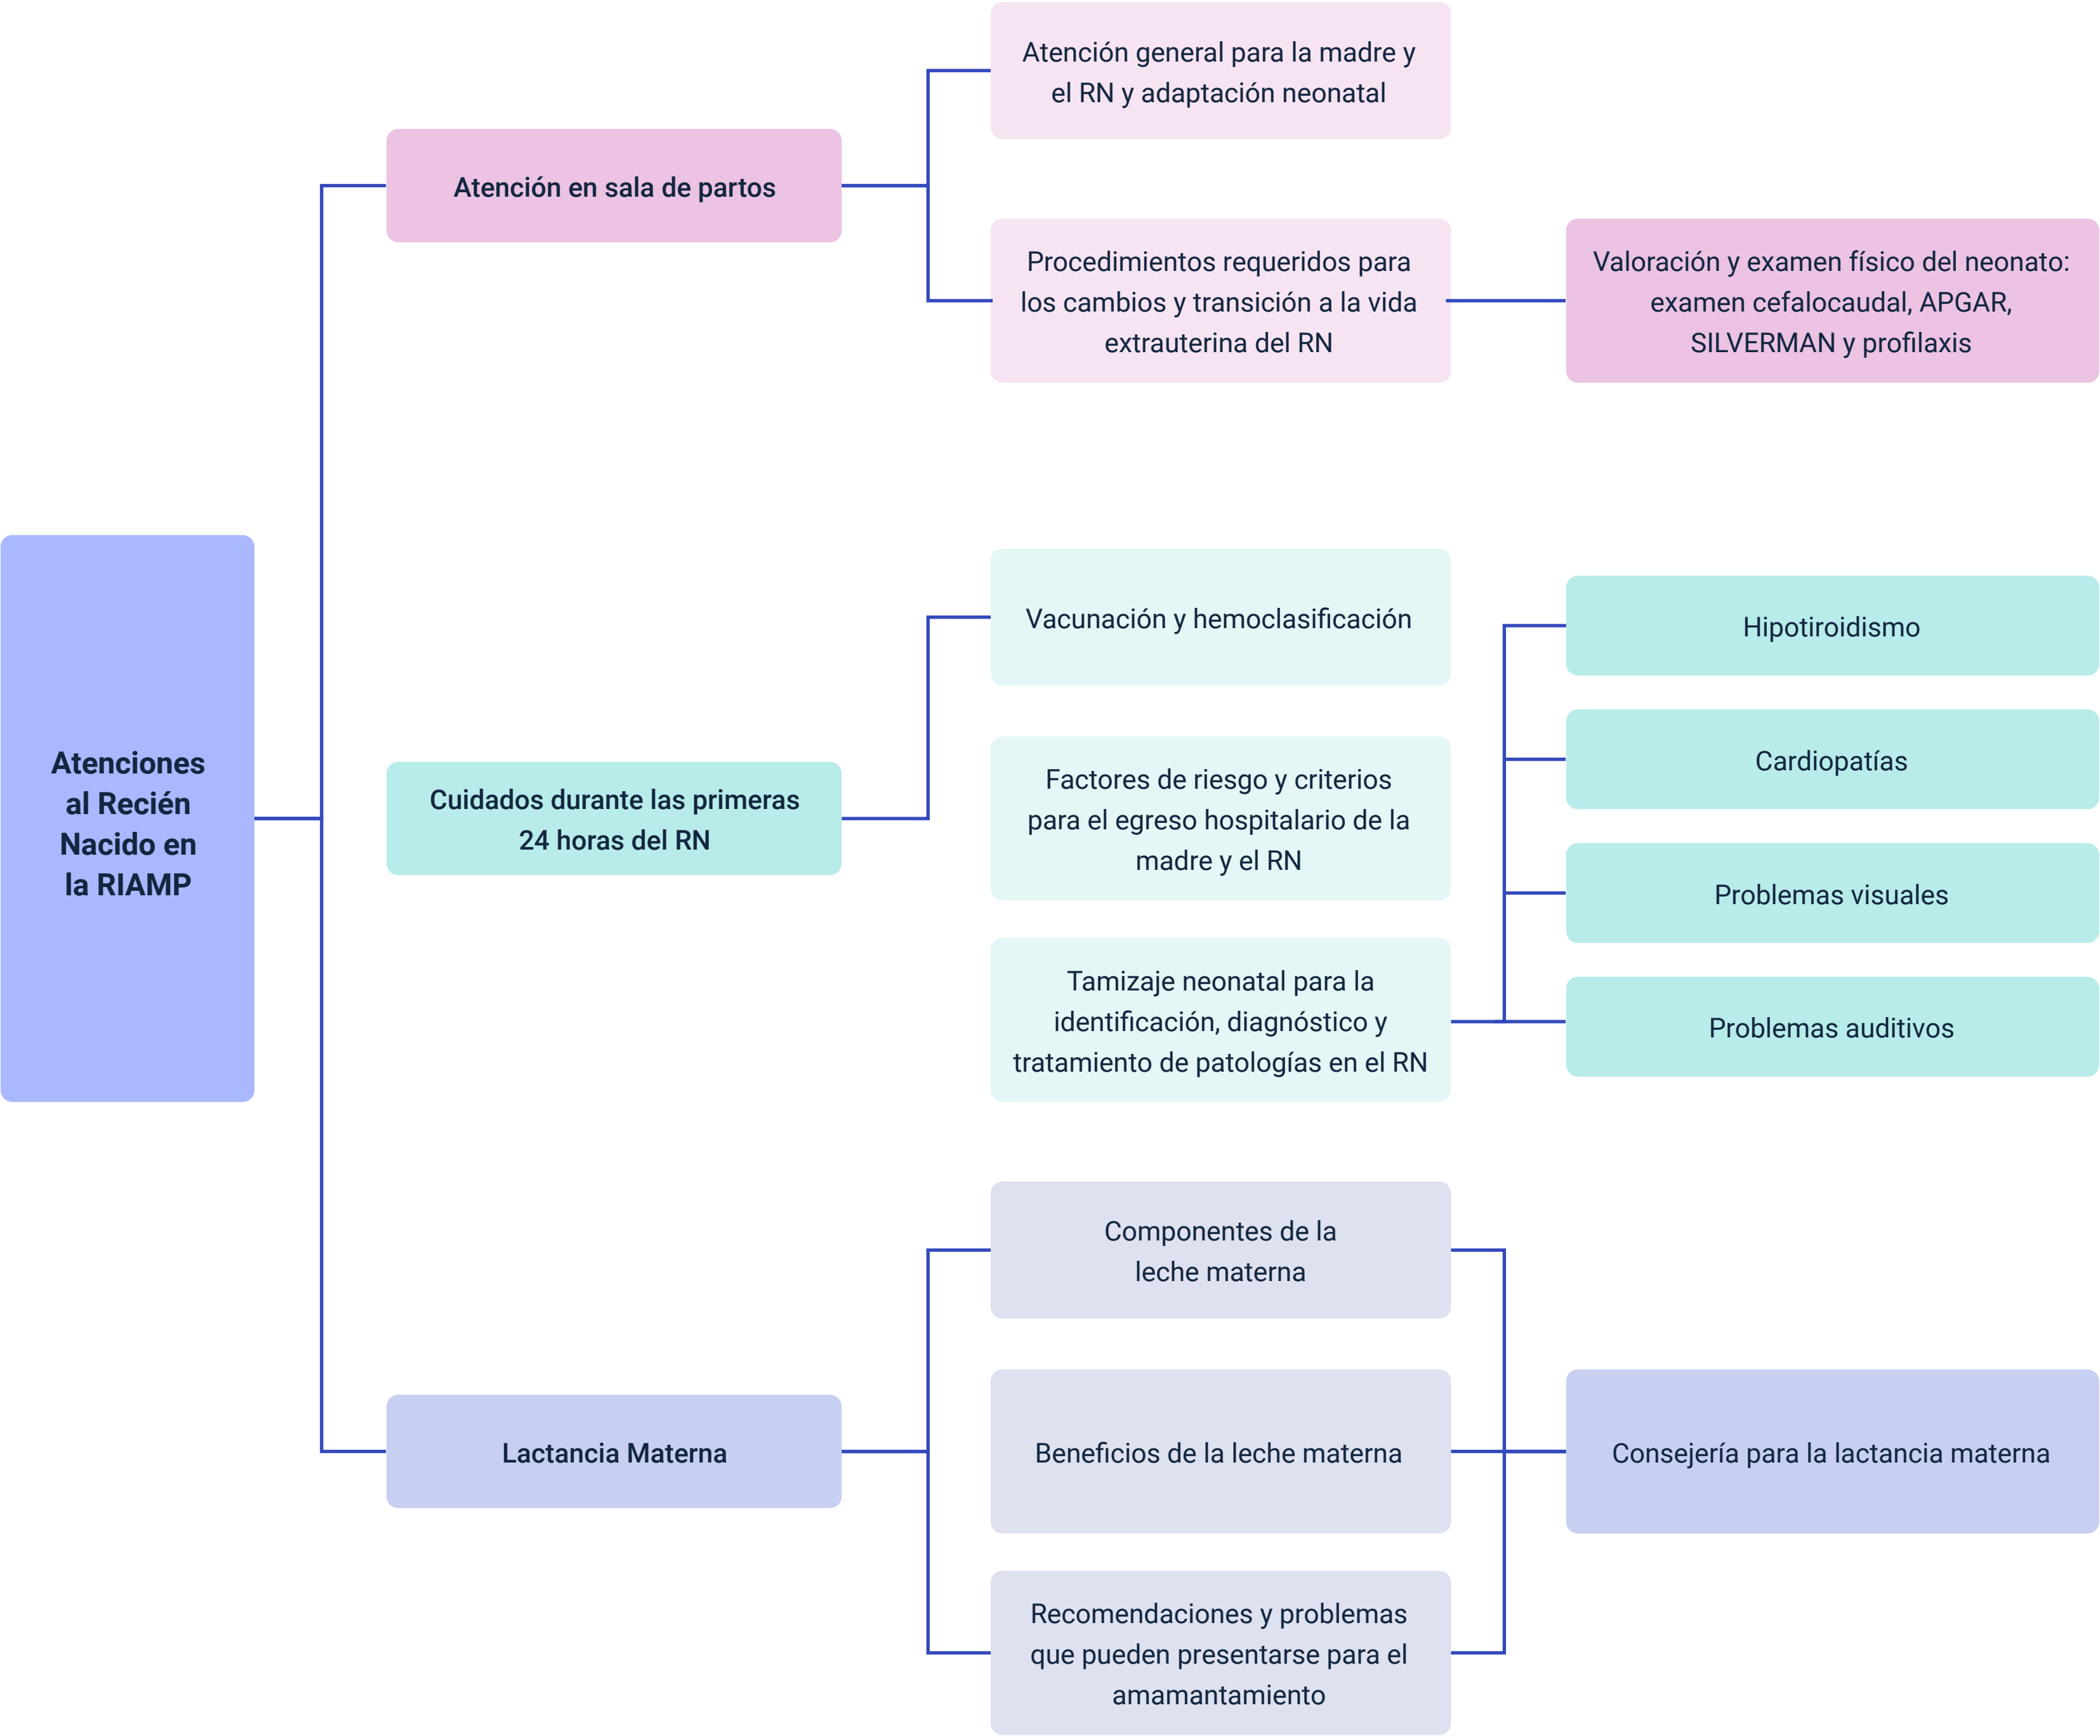 Atenciones
al Recién
Nacido en
la RIAMP
Atención en sala de partos
Atención general para la madre y
el RN y adaptación neonatal
Procedimientos requeridos para
los cambios y transición a la vida
extrauterina del RN
Valoración y examen físico del neonato:
examen cefalocaudal, APGAR,
SILVERMAN y profilaxis
Cuidados durante las primeras
24 horas del RN
Vacunación y hemoclasificación
Factores de riesgo y criterios
para el egreso hospitalario de la
madre y el RN
Tamizaje neonatal para la
identificación, diagnóstico y
tratamiento de patologías en el RN
Hipotiroidismo
Cardiopatías
Problemas visuales
Problemas auditivos
Lactancia Materna
Componentes de la
leche materna
Beneficios de la leche materna
Recomendaciones y problemas
que pueden presentarse para el
amamantamiento
Consejería para la lactancia materna